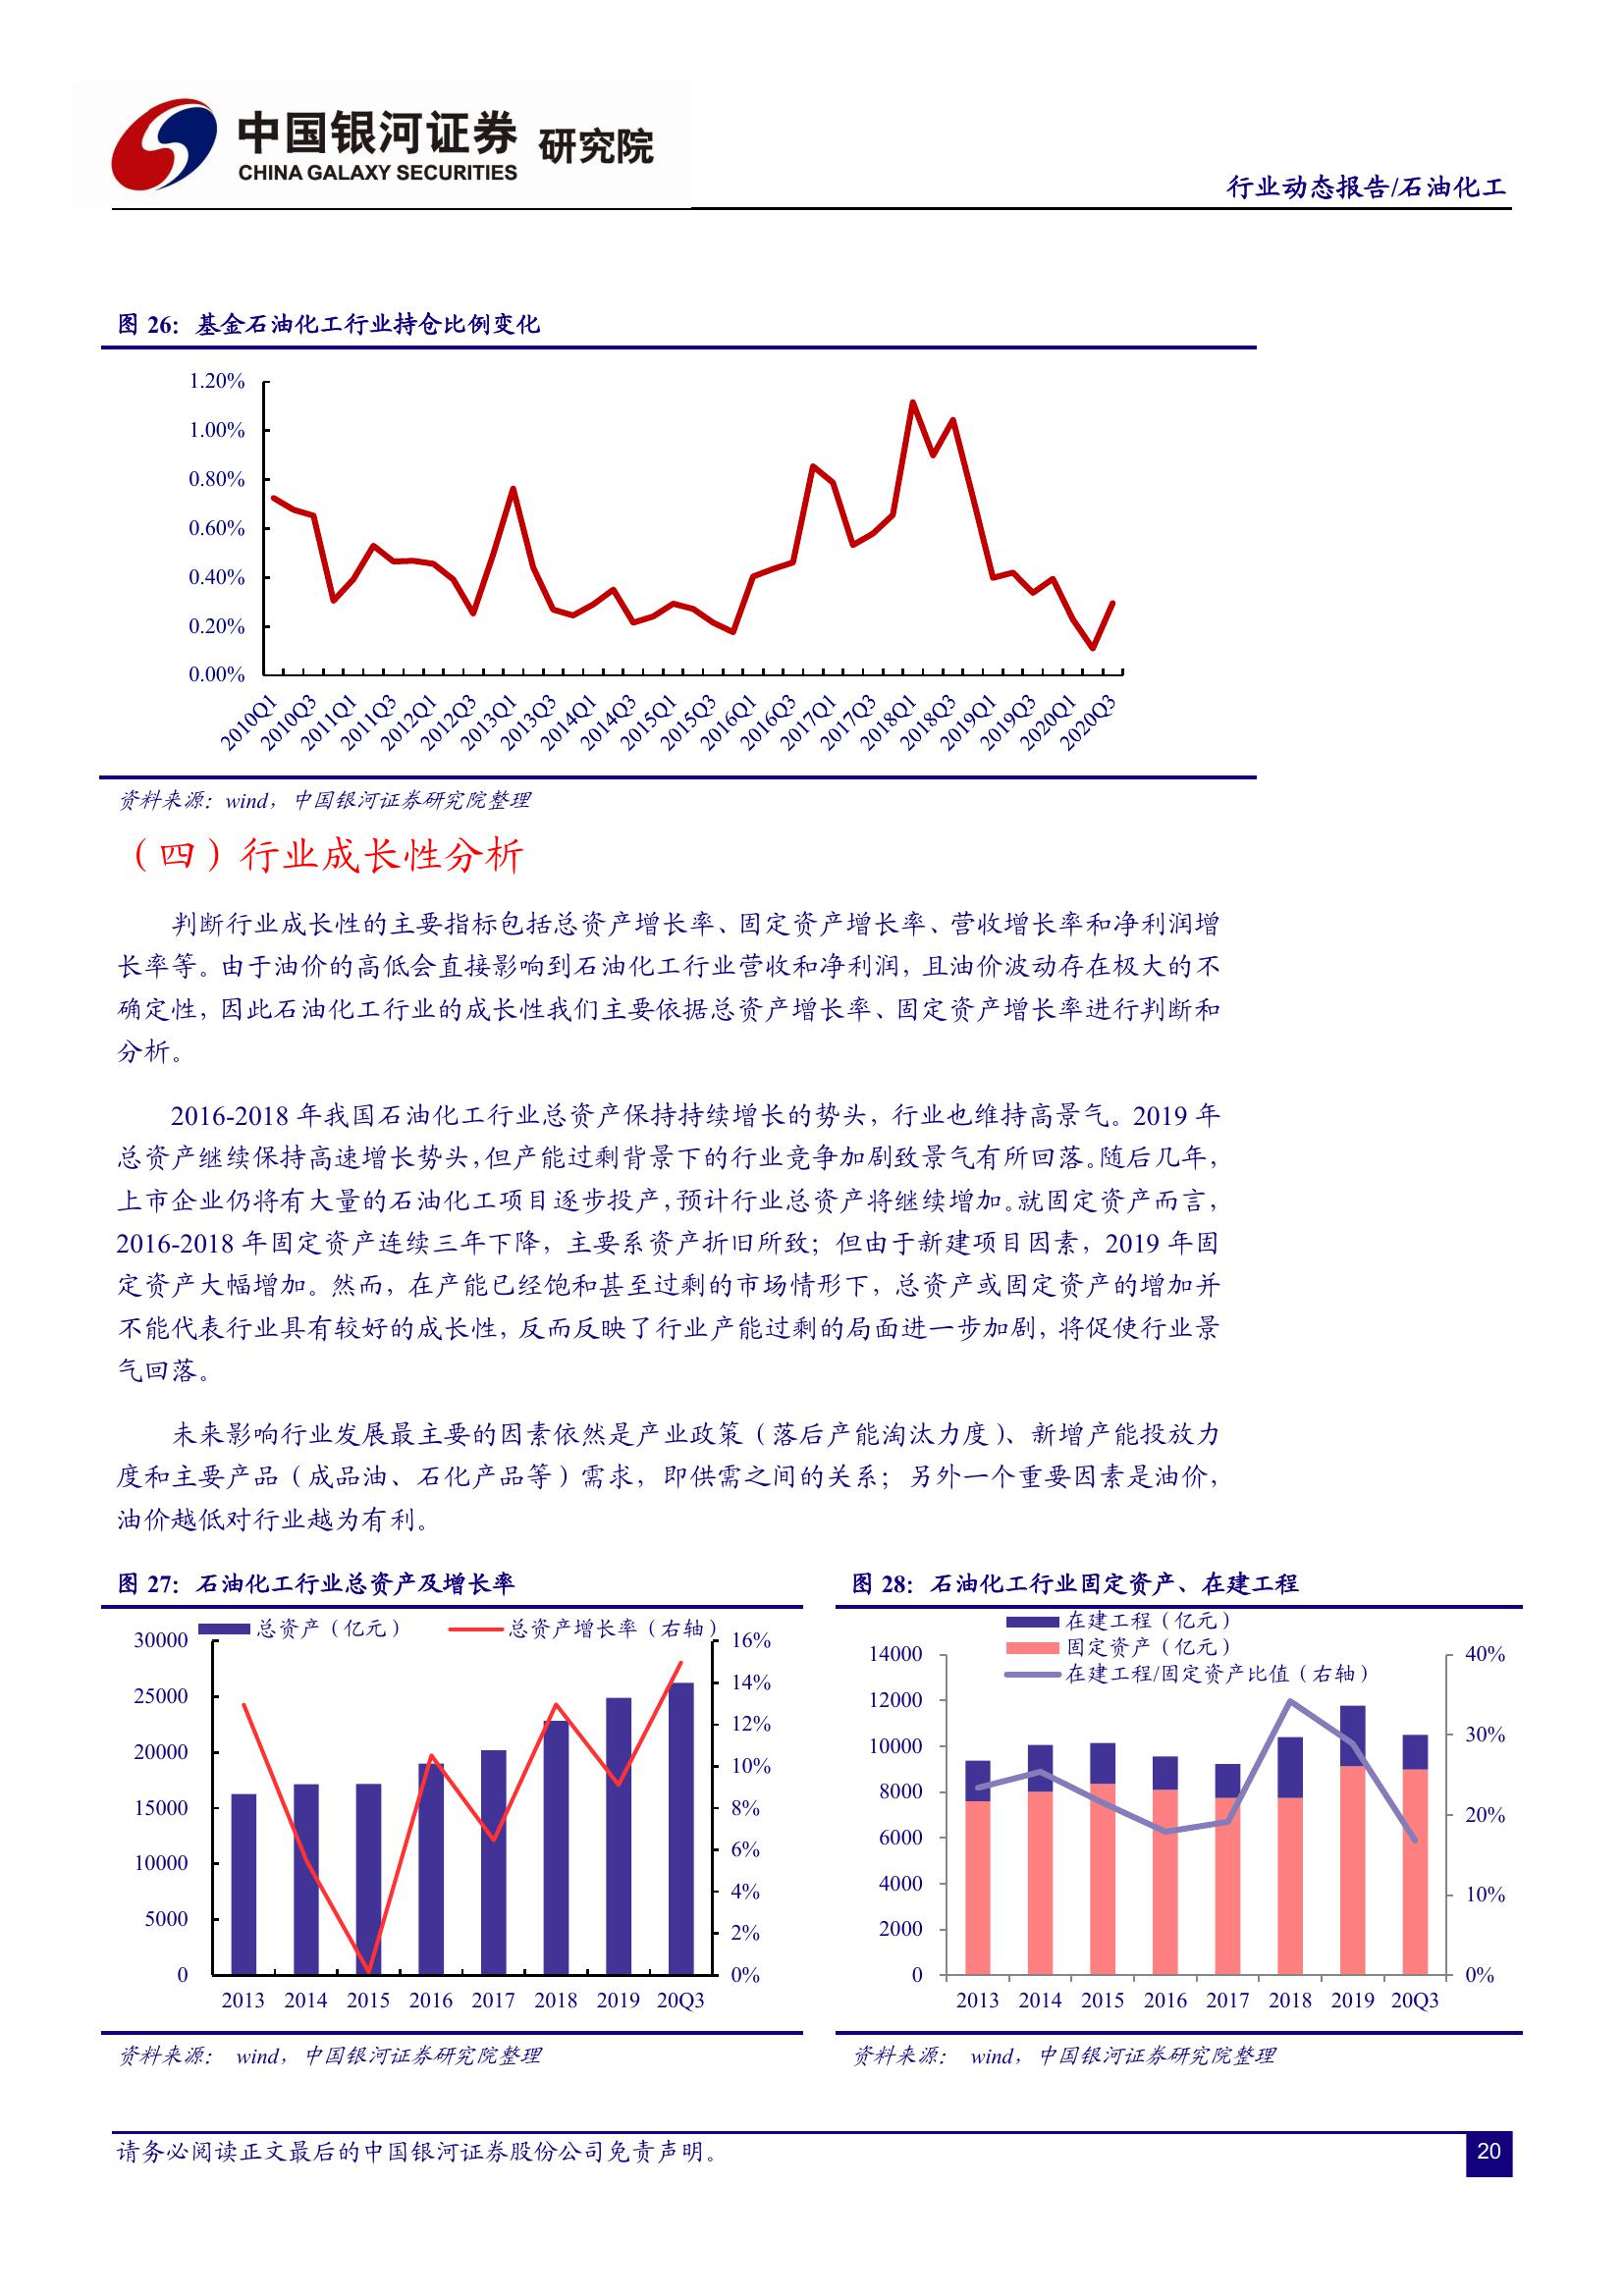 中国银河证券 研究院
CHINA GALAXY SECURITIES
行业动态报告/石油化工
图 26：基金石油化工行业持仓比例变化
1.20%
1.00%
0.80%
0.60%
0.40%
0.20%
0.00%
2010Q1 2010Q3 2011Q1 2011Q3 2012Q1 2012Q3 2013Q1 2013Q3 2014Q1 2014Q3 2015Q1 2015Q3 2016Q1 2016Q3 2017Q1 2017Q3 2018Q1 2018Q3 2019Q1 2019Q3 2020Q1 2020Q3
资料来源：wind，中国银河证券研究院整理
（四）行业成长性分析
判断行业成长性的主要指标包括总资产增长率、固定资产增长率、营收增长率和净利润增
长率等。由于油价的高低会直接影响到石油化工行业营收和净利润，且油价波动存在极大的不
确定性，因此石油化工行业的成长性我们主要依据总资产增长率、固定资产增长率进行判断和
分析。
2016-2018 年我国石油化工行业总资产保持持续增长的势头，行业也维持高景气。2019 年
总资产继续保持高速增长势头，但产能过剩背景下的行业竞争加剧致景气有所回落。随后几年，
上市企业仍将有大量的石油化工项目逐步投产，预计行业总资产将继续增加。就固定资产而言，
2016-2018 年固定资产连续三年下降，主要系资产折旧所致；但由于新建项目因素，2019 年固
定资产大幅增加。然而，在产能已经饱和甚至过剩的市场情形下，总资产或固定资产的增加并
不能代表行业具有较好的成长性，反而反映了行业产能过剩的局面进一步加剧，将促使行业景
气回落。
未来影响行业发展最主要的因素依然是产业政策（落后产能淘汰力度）、新增产能投放力
度和主要产品（成品油、石化产品等）需求，即供需之间的关系；另外一个重要因素是油价，
油价越低对行业越为有利。
图 27：石油化工行业总资产及增长率
总资产（亿元） 总资产增长率（右轴）
30000
25000
20000
15000
10000
5000
0
16%
14%
12%
10%
8%
6%
4%
2%
0%
2013 2014 2015 2016 2017 2018 2019 20Q3
资料来源： wind，中国银河证券研究院整理
图 28：石油化工行业固定资产、在建工程
在建工程（亿元）
固定资产（亿元）
在建工程/固定资产比值（右轴）
14000
12000
10000
8000
6000
4000
2000
0
40%
30%
20%
10%
0%
2013 2014 2015 2016 2017 2018 2019 20Q3
资料来源： wind，中国银河证券研究院整理
请务必阅读正文最后的中国银河证券股份公司免责声明。
20